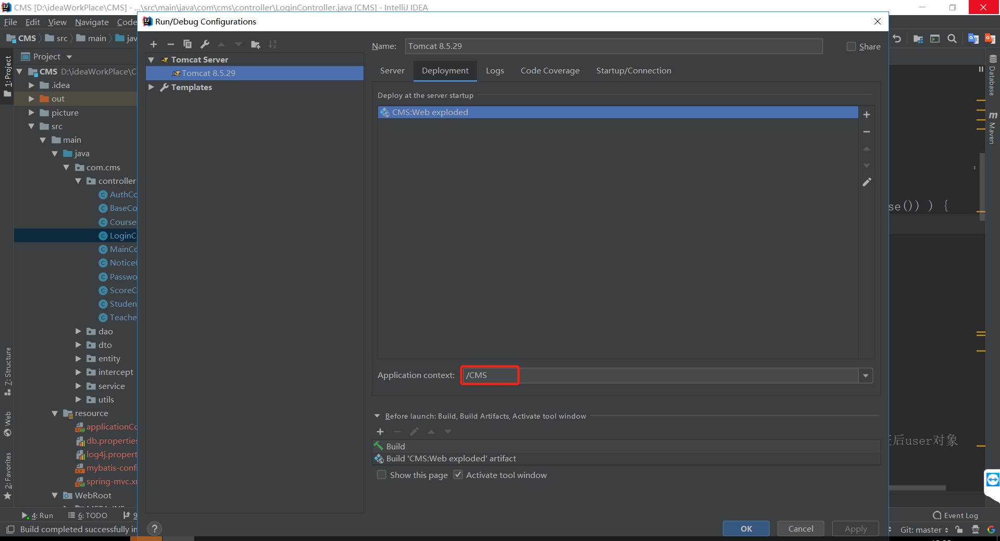 CMS [D:\ideaWorkPlace\CMS] - ...\src\main\java\com\cms\controller\LoginController.java [CMS] - IntelliJ IDEA
File Edit View Navigate Code
Run/Debug Configurations
CMS src main jav
Name: Tomcat 8.5.29 Share
Project
1: Project
CMS D:\ideaWorkPlace\C
.idea
out
picture
src
main
java
com.cms
controller
AuthCo
BaseCo
Course
LoginC
MainCo
Notice
Passwo
ScoreC
Studen
Teache
dao
dto
entity
intercept
service
utils
resource
applicationCo
db.properties
log4j.propert
mybatis-confi
spring-mvc.x
WebRoot
META-INF
7: Structure
Web
2: Favorites
Tomcat Server
Tomcat 8.5.29
Templates
Server Deployment Logs Code Coverage Startup/Connection
Deploy at the server startup
CMS:Web exploded
Application context: /CMS
Before launch: Build, Build Artifacts, Activate tool window
Build
Build 'CMS:Web exploded' artifact
Show this page Activate tool window
OK Cancel Apply
Database
Maven
se()) ) {
后user对象
4: Run 6: TODO 9
Event Log
Build completed successfully in
Git: master